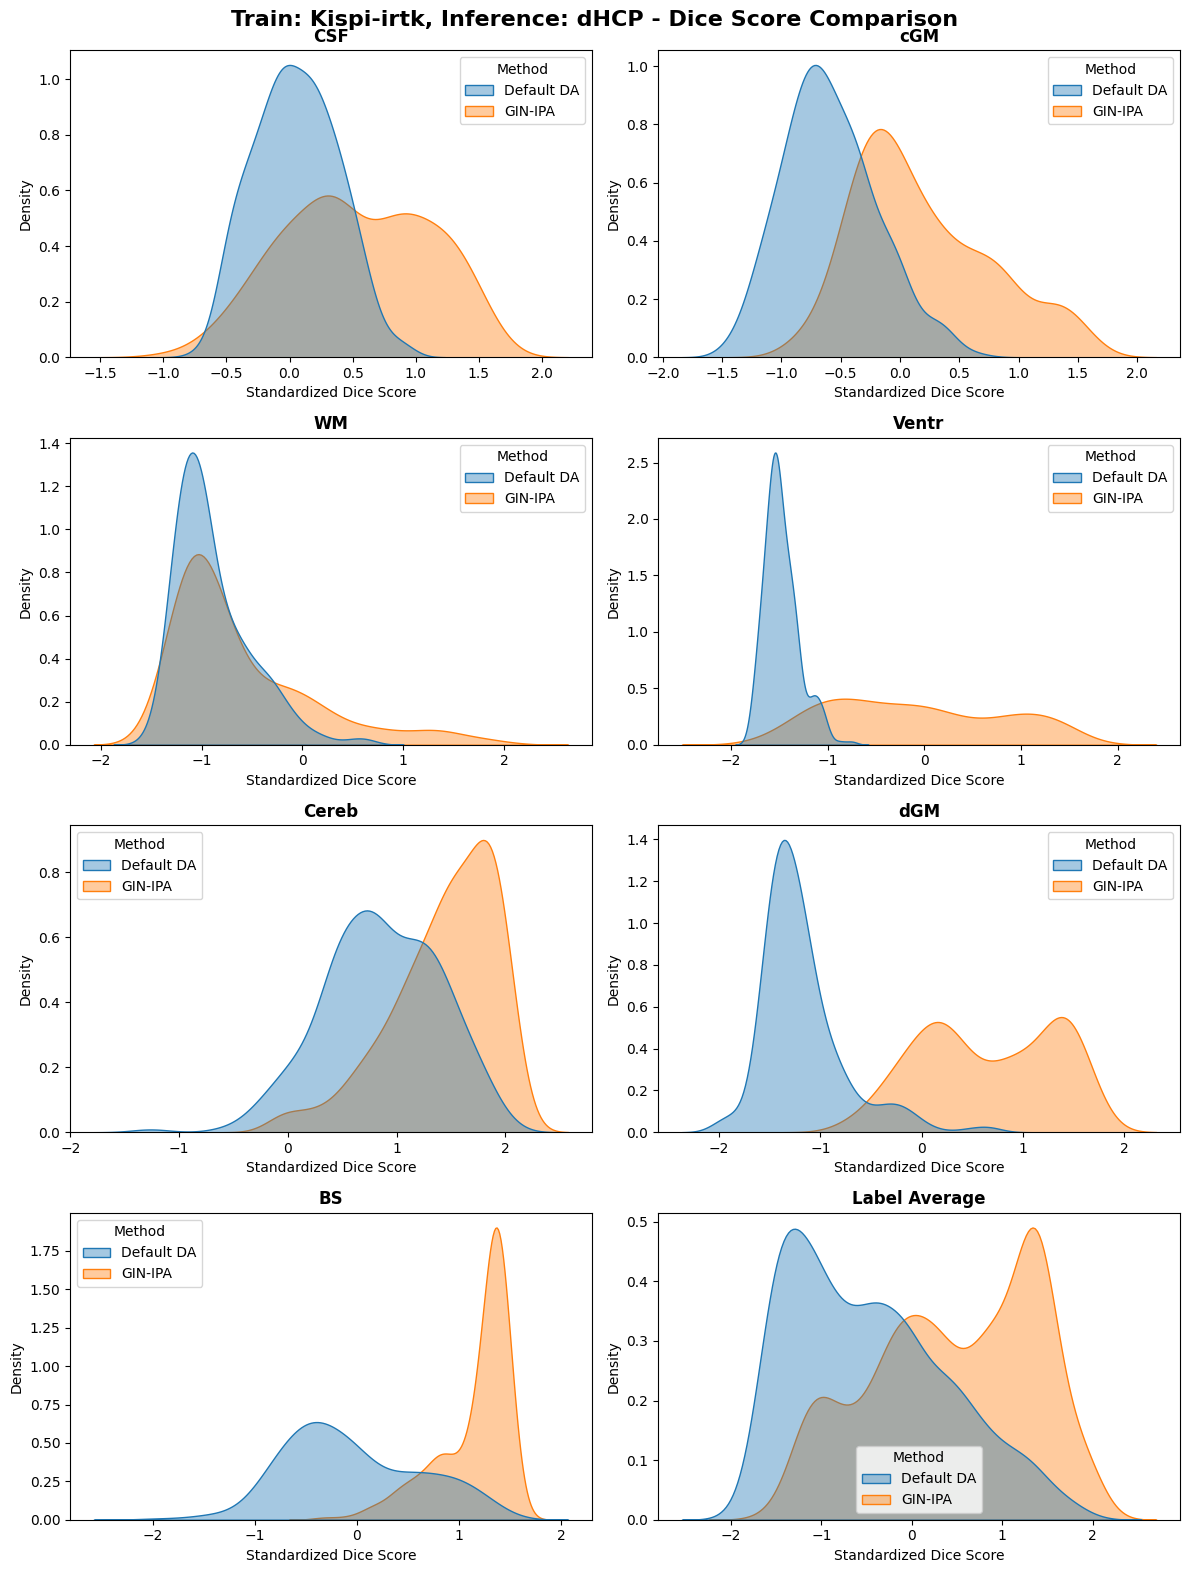 Train: Kispi-irtk, Inference: dHCP - Dice Score Comparison
CSF
Method
Default DA
GIN-IPA
Density
1.0
0.8
0.6
0.4
0.2
0.0
−1.5 −1.0 −0.5 0.0 0.5 1.0 1.5 2.0
Standardized Dice Score
cGM
Method
Default DA
GIN-IPA
Density
1.0
0.8
0.6
0.4
0.2
0.0
−2.0 −1.5 −1.0 −0.5 0.0 0.5 1.0 1.5 2.0
Standardized Dice Score
WM
Method
Default DA
GIN-IPA
Density
1.4
1.2
1.0
0.8
0.6
0.4
0.2
0.0
−2 −1 0 1 2
Standardized Dice Score
Ventr
Method
Default DA
GIN-IPA
Density
2.5
2.0
1.5
1.0
0.5
0.0
−2 −1 0 1 2
Standardized Dice Score
Cereb
Method
Default DA
GIN-IPA
Density
0.8
0.6
0.4
0.2
0.0
−2 −1 0 1 2
Standardized Dice Score
dGM
Method
Default DA
GIN-IPA
Density
1.4
1.2
1.0
0.8
0.6
0.4
0.2
0.0
−2 −1 0 1 2
Standardized Dice Score
BS
Method
Default DA
GIN-IPA
Density
1.75
1.50
1.25
1.00
0.75
0.50
0.25
0.00
−2 −1 0 1 2
Standardized Dice Score
Label Average
Method
Default DA
GIN-IPA
Density
0.5
0.4
0.3
0.2
0.1
0.0
−2 −1 0 1 2
Standardized Dice Score